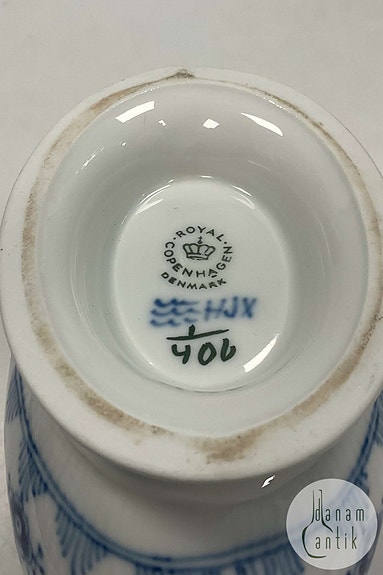 ROYAL
COPENHAGEN
DENMARK
HJX
1
406
danam
antik